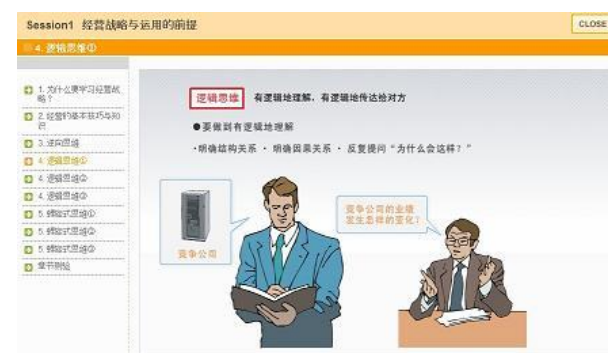 Session1 经营战略与运用的前提
CLOSE
4. 逻辑思维①
1. 为什么要学习经营战
略?
2. 经营的基本技巧与知
识
3. 逆向思维
4. 逻辑思维①
4. 逻辑思维②
4. 逻辑思维②
5. 螺旋式思维①
5. 螺旋式思维②
5. 螺旋式思维②
章节测验
逻辑思维 有逻辑地理解、有逻辑地传达给对方
●要做到有逻辑地理解
·明确结构关系 · 明确因果关系 · 反复提问“为什么会这样?”
竞争公司
竞争公司的业绩
发生怎样的变化?